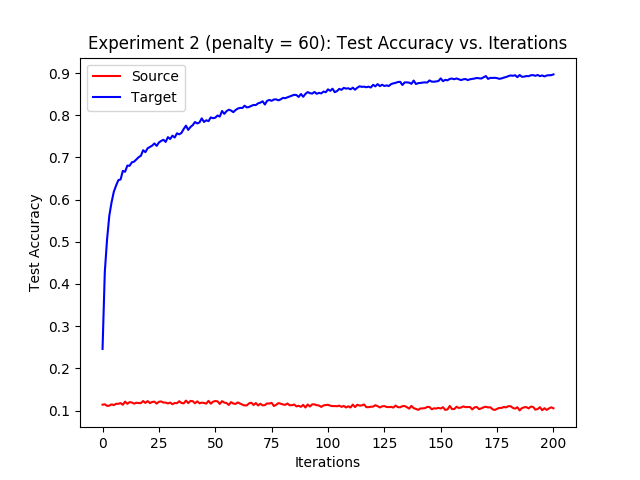 Experiment 2 (penalty = 60): Test Accuracy vs. Iterations
Source
Target
0.9
0.8
0.7
0.6
0.5
0.4
0.3
0.2
0.1
Test Accuracy
0 25 50 75 100 125 150 175 200
Iterations